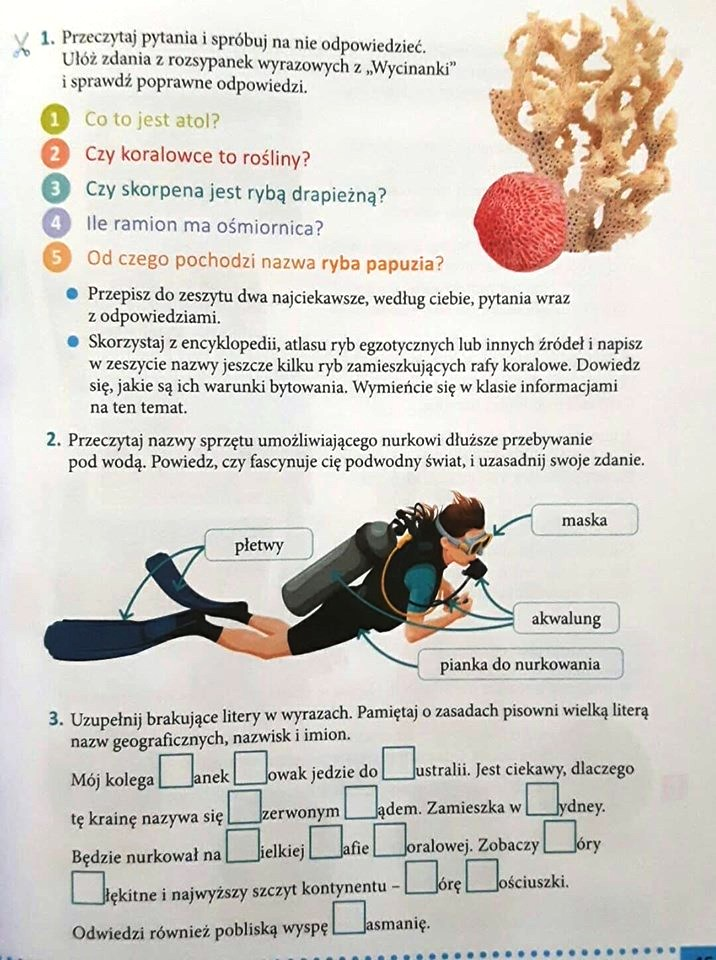 1. Przeczytaj pytania i spróbuj na nie odpowiedzieć.
Ułóż zdania z rozsypanek wyrazowych z „Wycinanki”
i sprawdź poprawne odpowiedzi.
1 Co to jest atol?
2 Czy koralowce to rośliny?
3 Czy skorpena jest rybą drapieżną?
4 Ile ramion ma ośmiornica?
5 Od czego pochodzi nazwa ryba papuzia?
• Przepisz do zeszytu dwa najciekawsze, według ciebie, pytania wraz
z odpowiedziami.
• Skorzystaj z encyklopedii, atlasu ryb egzotycznych lub innych źródeł i napisz
w zeszycie nazwy jeszcze kilku ryb zamieszkujących rafy koralowe. Dowiedz
się, jakie są ich warunki bytowania. Wymieńcie się w klasie informacjami
na ten temat.
2. Przeczytaj nazwy sprzętu umożliwiającego nurkowi dłuższe przebywanie
pod wodą. Powiedz, czy fascynuje cię podwodny świat, i uzasadnij swoje zdanie.
maska
płetwy
akwalung
pianka do nurkowania
3. Uzupełnij brakujące litery w wyrazach. Pamiętaj o zasadach pisowni wielką literą
nazw geograficznych, nazwisk i imion.
Mój kolega □anek □owak jedzie do □ustralii. Jest ciekawy, dlaczego
tę krainę nazywa się □zerwonym □ądem. Zamieszka w □ydney.
Będzie nurkował na □ielkiej □afie □oralowej. Zobaczy □óry
□łękitne i najwyższy szczyt kontynentu – □órę □ościuszki.
Odwiedzi również pobliską wyspę □asmanię.